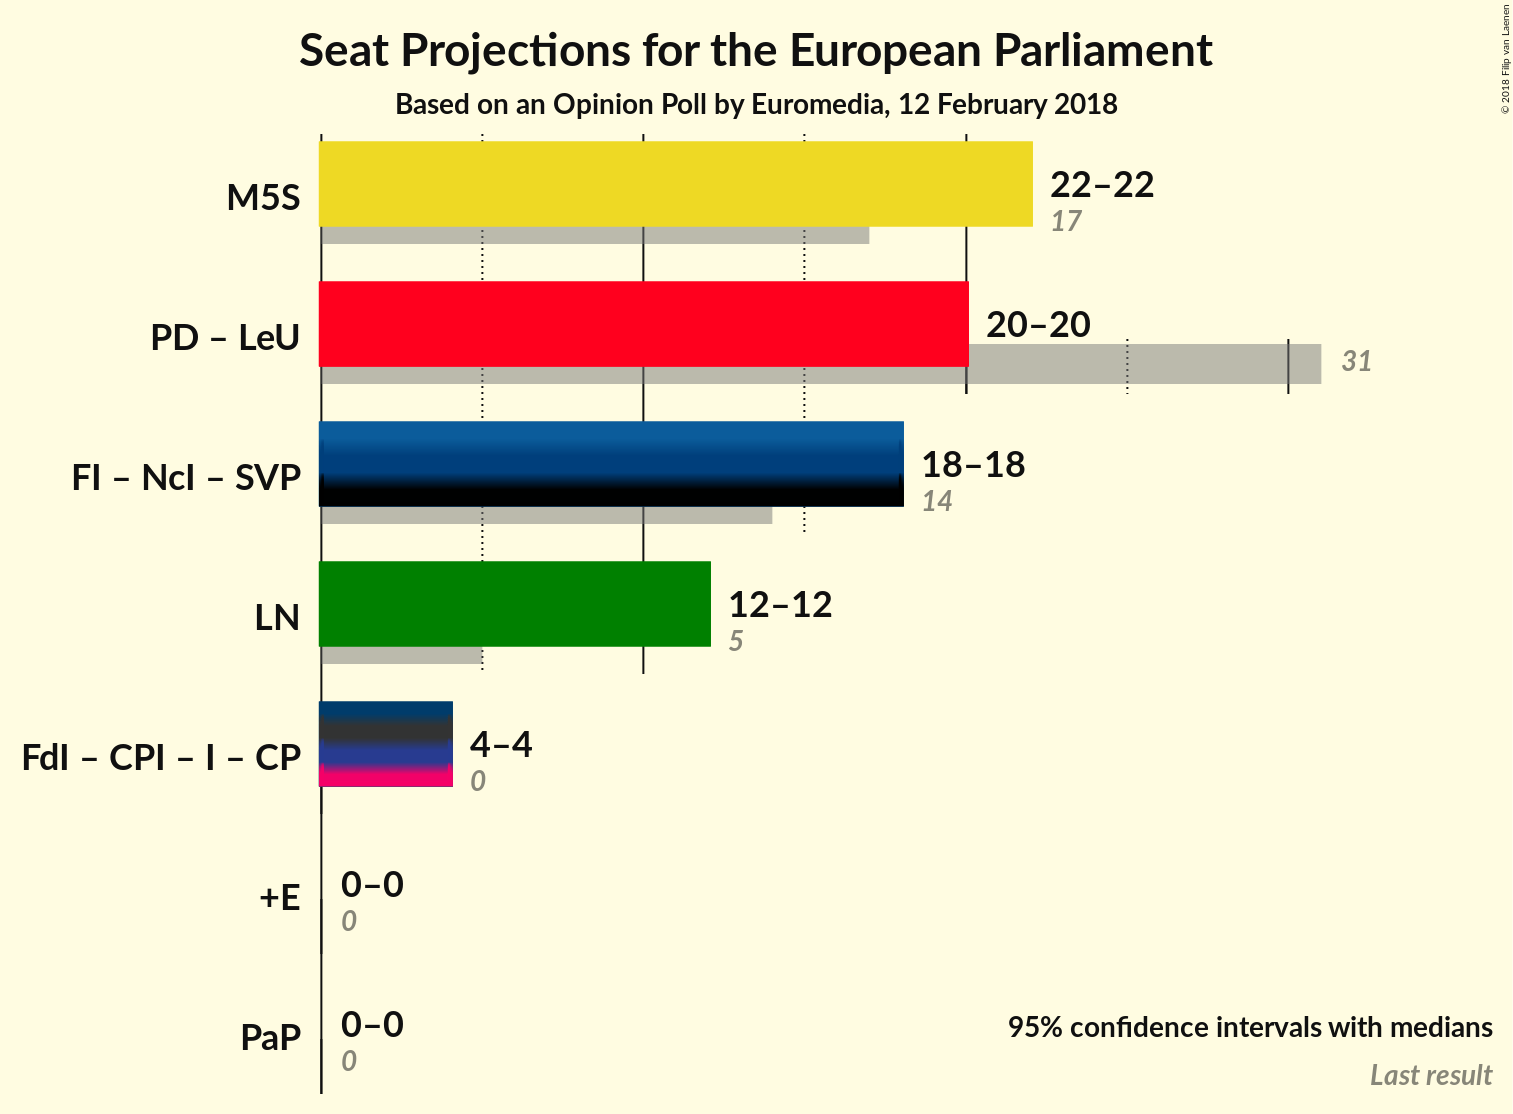 Seat Projections for the European Parliament
Based on an Opinion Poll by Euromedia, 12 February 2018
© 2018 Filip van Laenen
M5S
22–22
17
PD – LeU
20–20
31
FI – NcI – SVP
18–18
14
LN
12–12
5
FdI – CPI – I – CP
4–4
0
+E
0–0
0
PaP
0–0
0
95% confidence intervals with medians
Last result